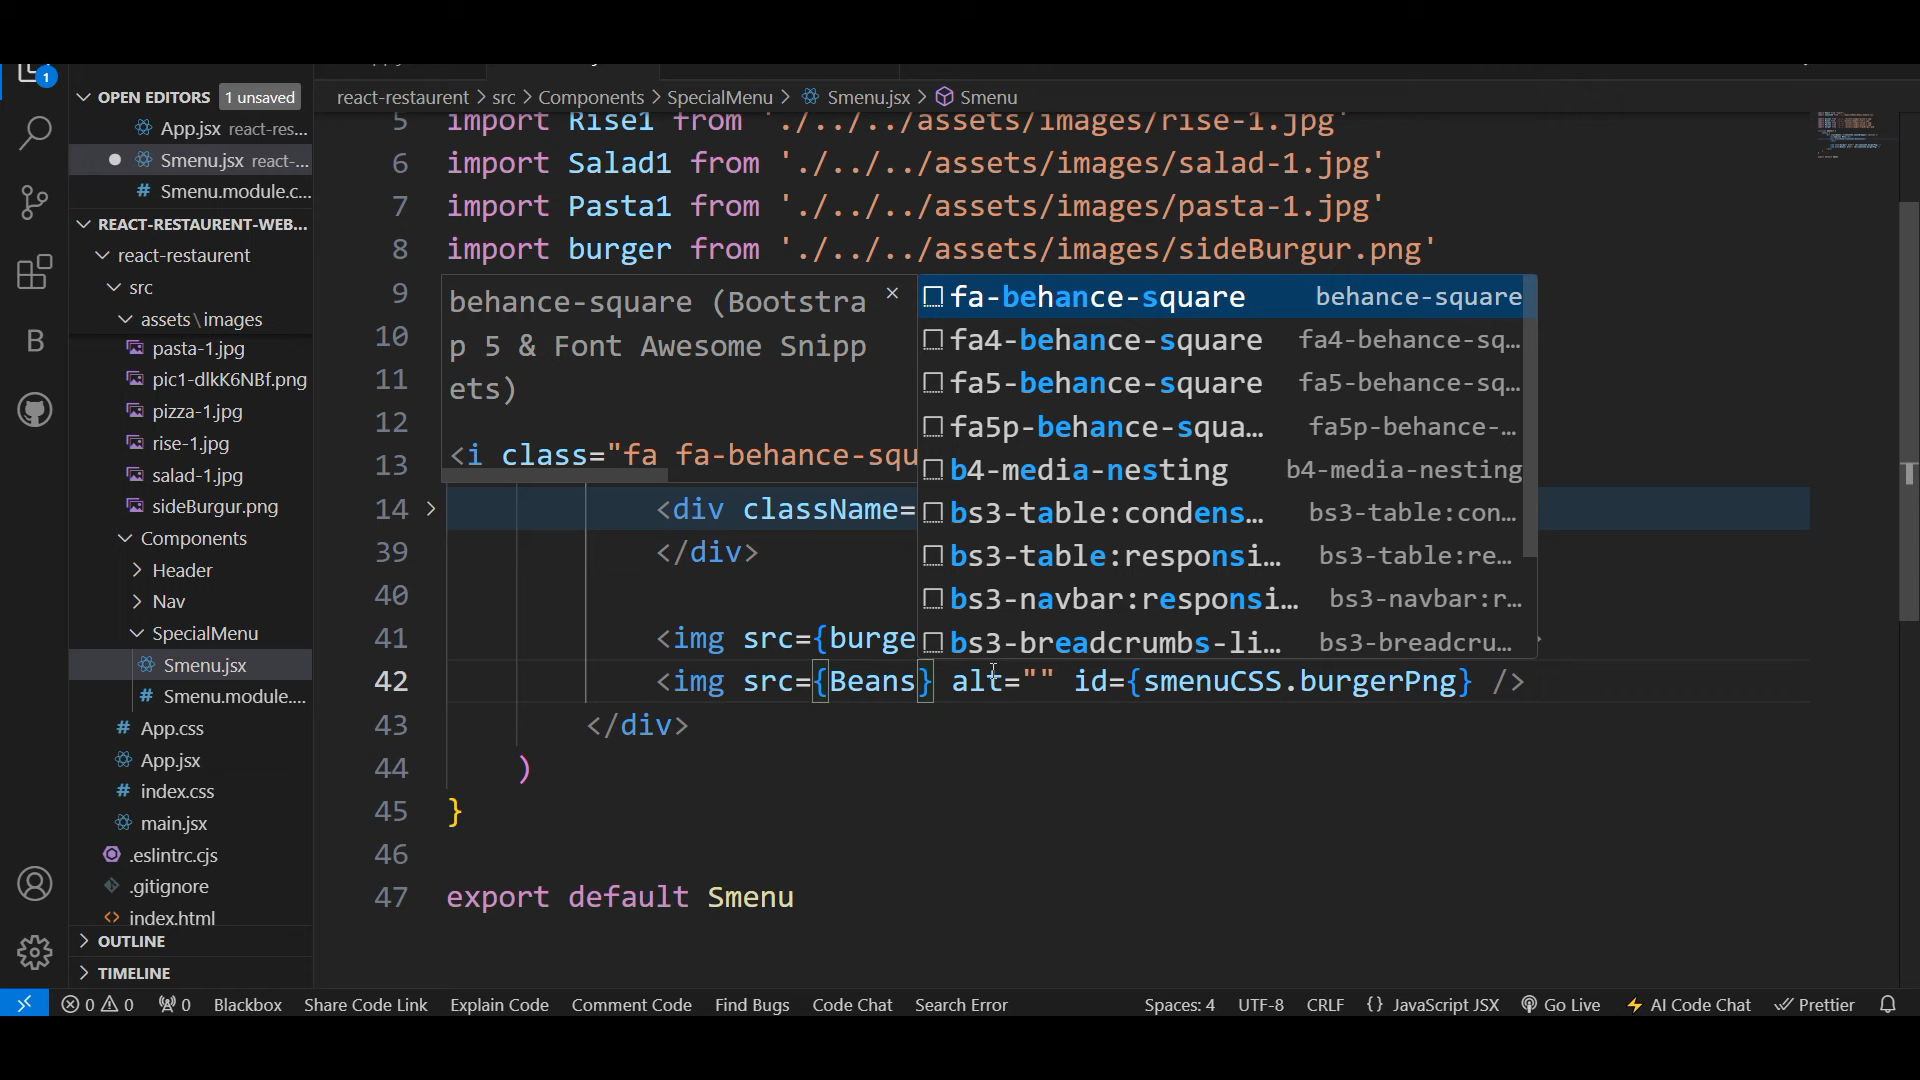 1
OPEN EDITORS 1 unsaved
App.jsx react-res...
Smenu.jsx react-...
Smenu.module.c...
REACT-RESTAURENT-WEB...
react-restaurent
src
assets\images
pasta-1.jpg
pic1-dlkK6NBf.png
pizza-1.jpg
rise-1.jpg
salad-1.jpg
sideBurgur.png
Components
Header
Nav
SpecialMenu
Smenu.jsx
Smenu.module....
App.css
App.jsx
index.css
main.jsx
.eslintrc.cjs
.gitignore
index.html
OUTLINE
TIMELINE
react-restaurent > src > Components > SpecialMenu > Smenu.jsx > Smenu
5 import Rise1 from './../../assets/images/rise-1.jpg'
6 import Salad1 from './../../assets/images/salad-1.jpg'
7 import Pasta1 from './../../assets/images/pasta-1.jpg'
8 import burger from './../../assets/images/sideBurgur.png'
9
10
11
12
13
14 <div className=
39 </div>
40
41 <img src={burge
42 <img src={Beans} alt="" id={smenuCSS.burgerPng} />
43 </div>
44 )
45 }
46
47 export default Smenu
behance-square (Bootstra
p 5 & Font Awesome Snipp
ets)
<i class="fa fa-behance-squ
fa-behance-square behance-square
fa4-behance-square fa4-behance-sq...
fa5-behance-square fa5-behance-sq...
fa5p-behance-squa... fa5p-behance-...
b4-media-nesting b4-media-nesting
bs3-table:condens... bs3-table:con...
bs3-table:responsi... bs3-table:re...
bs3-navbar:responsi... bs3-navbar:r...
bs3-breadcrumbs-li... bs3-breadcru...
0 0 0 Blackbox Share Code Link Explain Code Comment Code Find Bugs Code Chat Search Error Spaces: 4 UTF-8 CRLF {} JavaScript JSX Go Live AI Code Chat Prettier